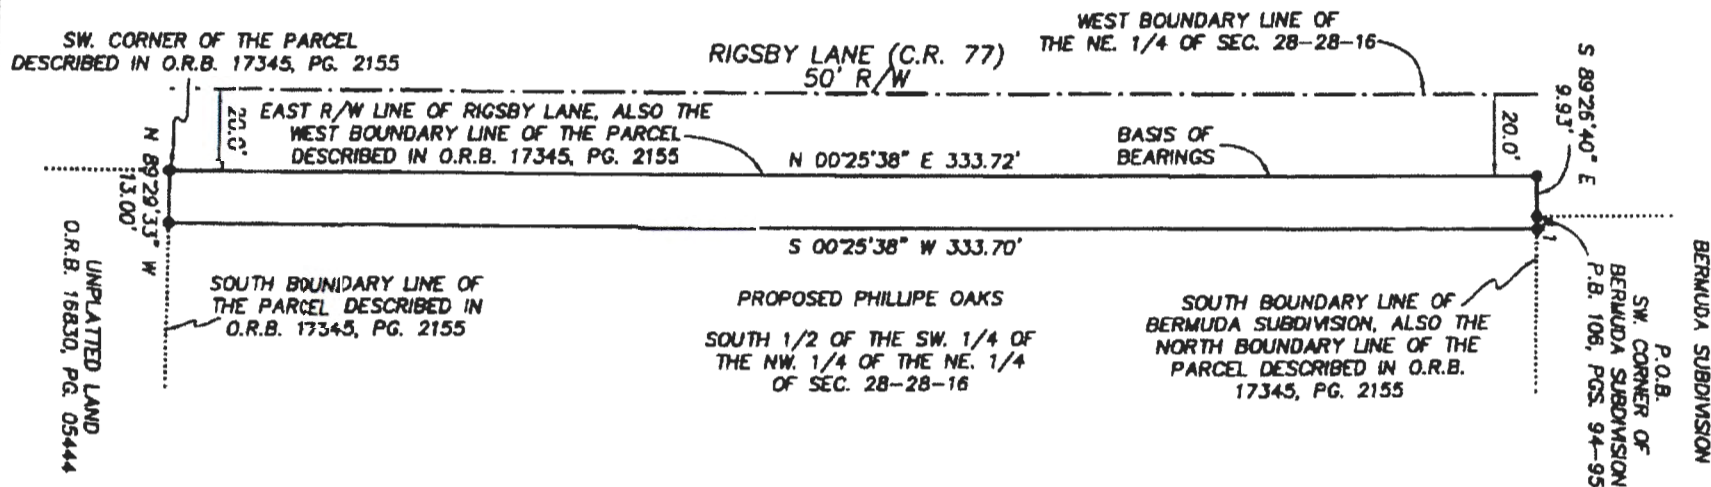 SW. CORNER OF THE PARCEL
DESCRIBED IN O.R.B. 17345, PG. 2155
RIGSBY LANE (C.R. 77)
50' R/W
WEST BOUNDARY LINE OF
THE NE. 1/4 OF SEC. 28-28-16
S 89°26'40" E
9.93'
20.0'
EAST R/W LINE OF RIGSBY LANE, ALSO THE
WEST BOUNDARY LINE OF THE PARCEL
DESCRIBED IN O.R.B. 17345, PG. 2155
N 00°25'38" E 333.72'
BASIS OF
BEARINGS
20.0'
N 89°29'33" W
13.00'
S 00°25'38" W 333.70'
1
UNPLATTED LAND
O.R.B. 16830, PG. 05444
SOUTH BOUNDARY LINE OF
THE PARCEL DESCRIBED IN
O.R.B. 17345, PG. 2155
PROPOSED PHILLIPE OAKS
SOUTH 1/2 OF THE SW. 1/4 OF
THE NW. 1/4 OF THE NE. 1/4
OF SEC. 28-28-16
SOUTH BOUNDARY LINE OF
BERMUDA SUBDIVISION, ALSO THE
NORTH BOUNDARY LINE OF THE
PARCEL DESCRIBED IN O.R.B.
17345, PG. 2155
BERMUDA SUBDIVISION
P.O.B.
SW. CORNER OF
BERMUDA SUBDIVISION
P.B. 106, PGS. 94-95